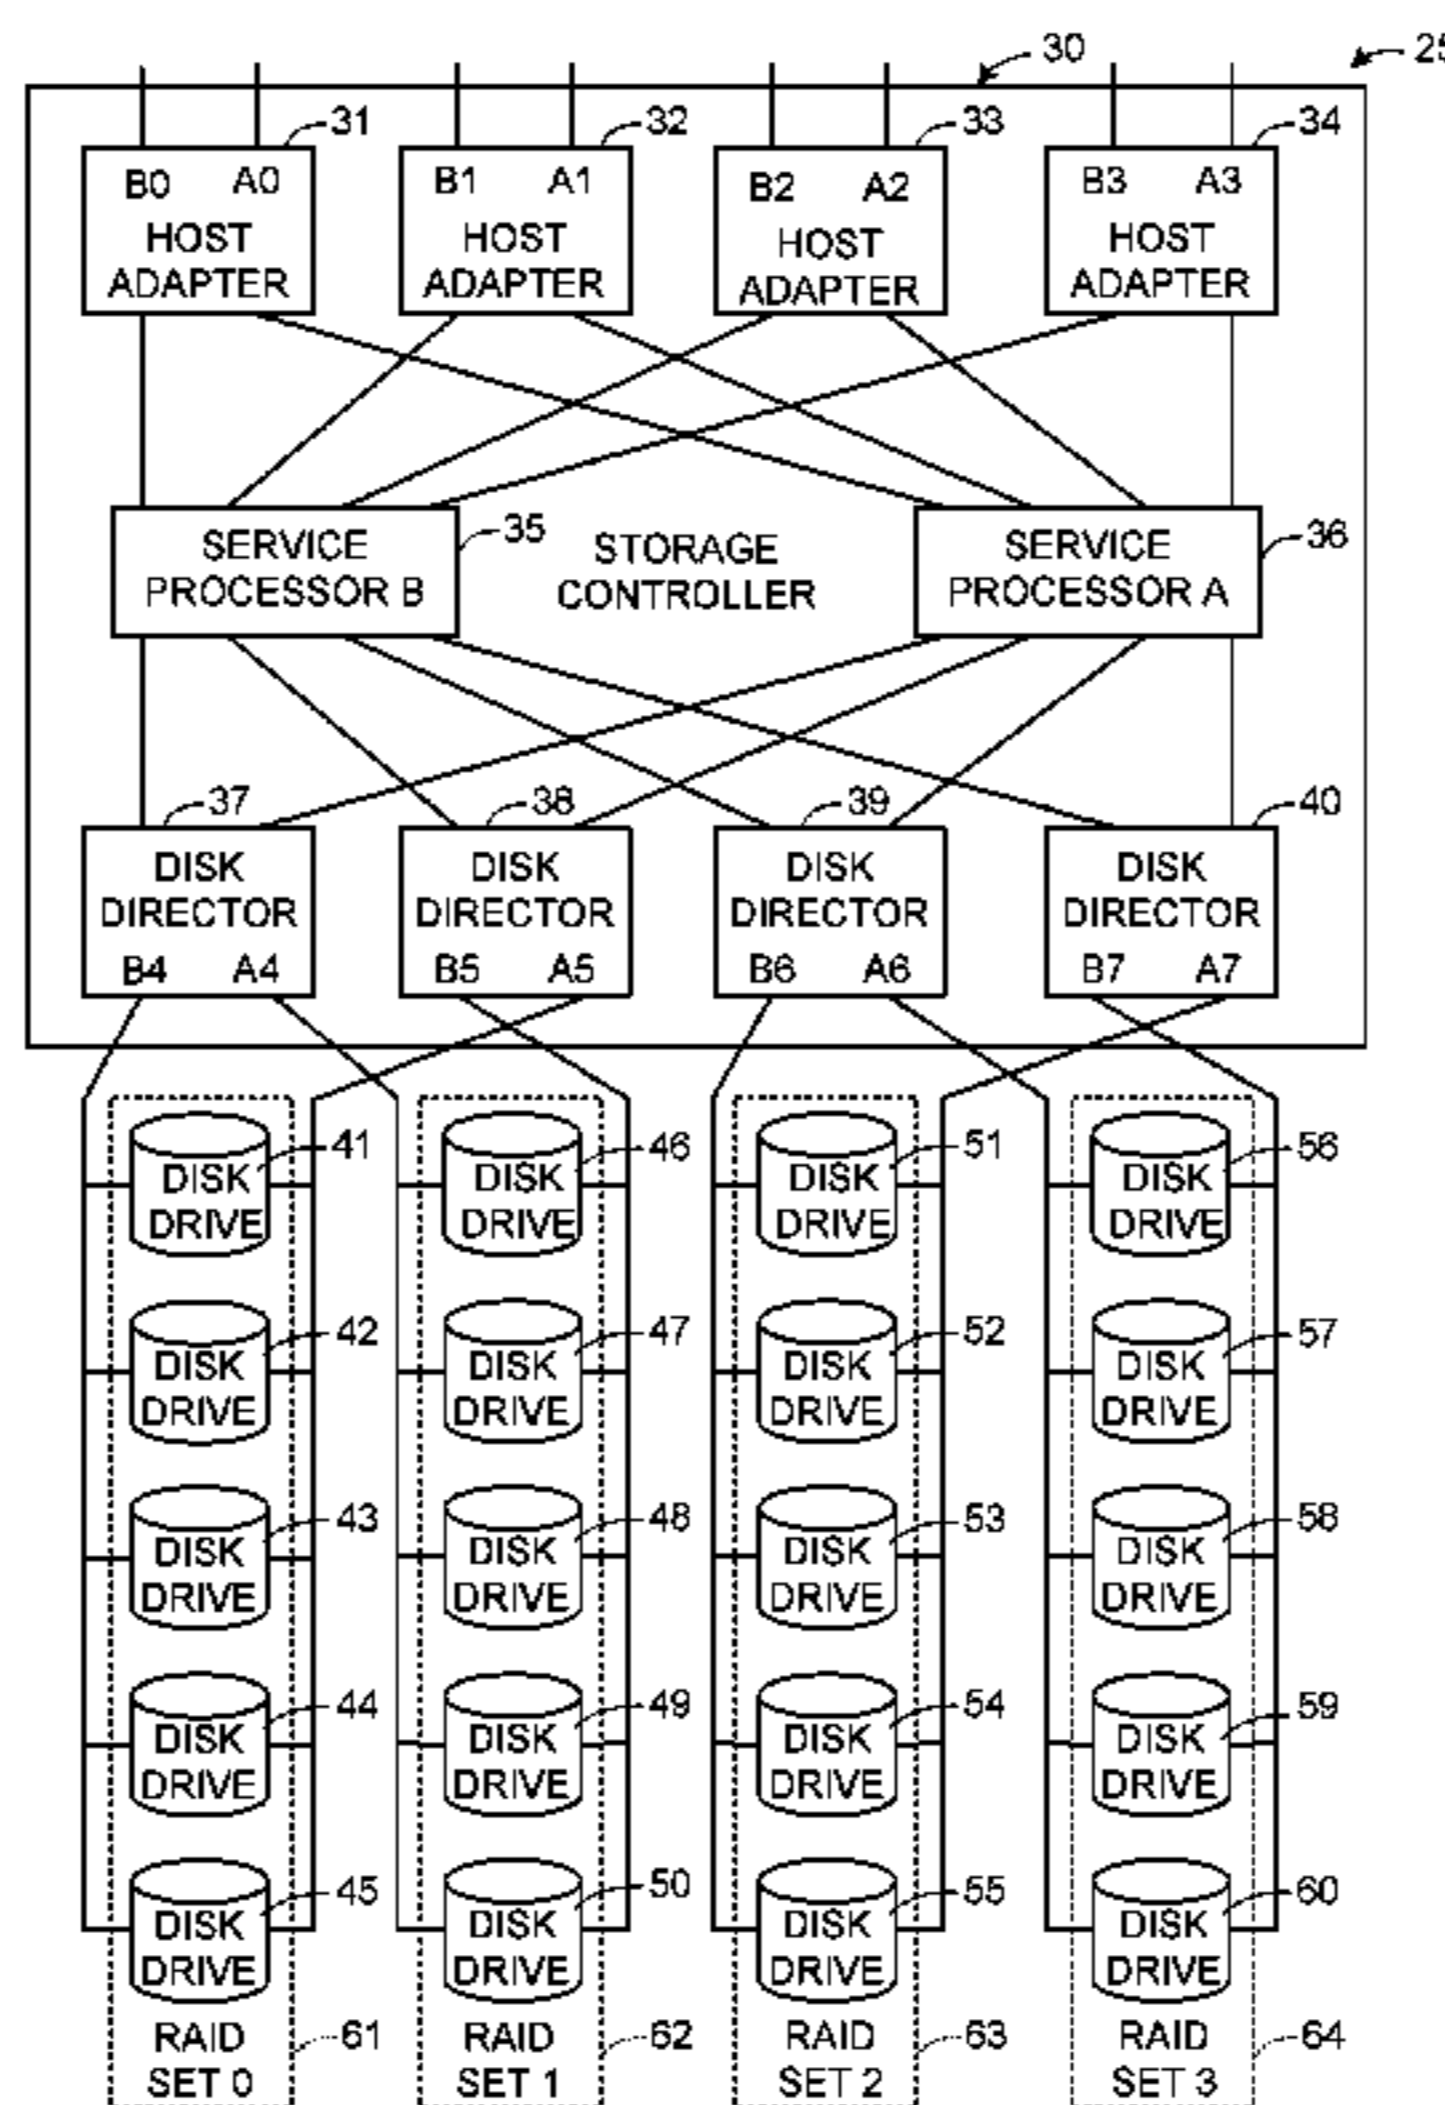 30
25
31
32
33
34
B0 A0
HOST
ADAPTER
B1 A1
HOST
ADAPTER
B2 A2
HOST
ADAPTER
B3 A3
HOST
ADAPTER
SERVICE
PROCESSOR B
35
STORAGE
CONTROLLER
SERVICE
PROCESSOR A
36
37
38
39
40
DISK
DIRECTOR
B4 A4
DISK
DIRECTOR
B5 A5
DISK
DIRECTOR
B6 A6
DISK
DIRECTOR
B7 A7
DISK
DRIVE
41
DISK
DRIVE
46
DISK
DRIVE
51
DISK
DRIVE
56
DISK
DRIVE
42
DISK
DRIVE
47
DISK
DRIVE
52
DISK
DRIVE
57
DISK
DRIVE
43
DISK
DRIVE
48
DISK
DRIVE
53
DISK
DRIVE
58
DISK
DRIVE
44
DISK
DRIVE
49
DISK
DRIVE
54
DISK
DRIVE
59
DISK
DRIVE
45
DISK
DRIVE
50
DISK
DRIVE
55
DISK
DRIVE
60
RAID
SET 0
61
RAID
SET 1
62
RAID
SET 2
63
RAID
SET 3
64